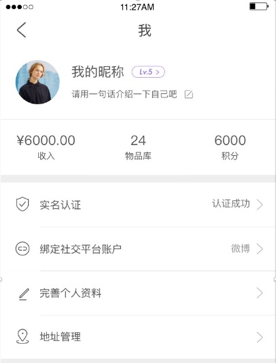 11:27AM
我
我的昵称 Lv.5
请用一句话介绍一下自己吧
¥6000.00 24 6000
收入 物品库 积分
实名认证 认证成功
绑定社交平台账户 微博
完善个人资料
地址管理